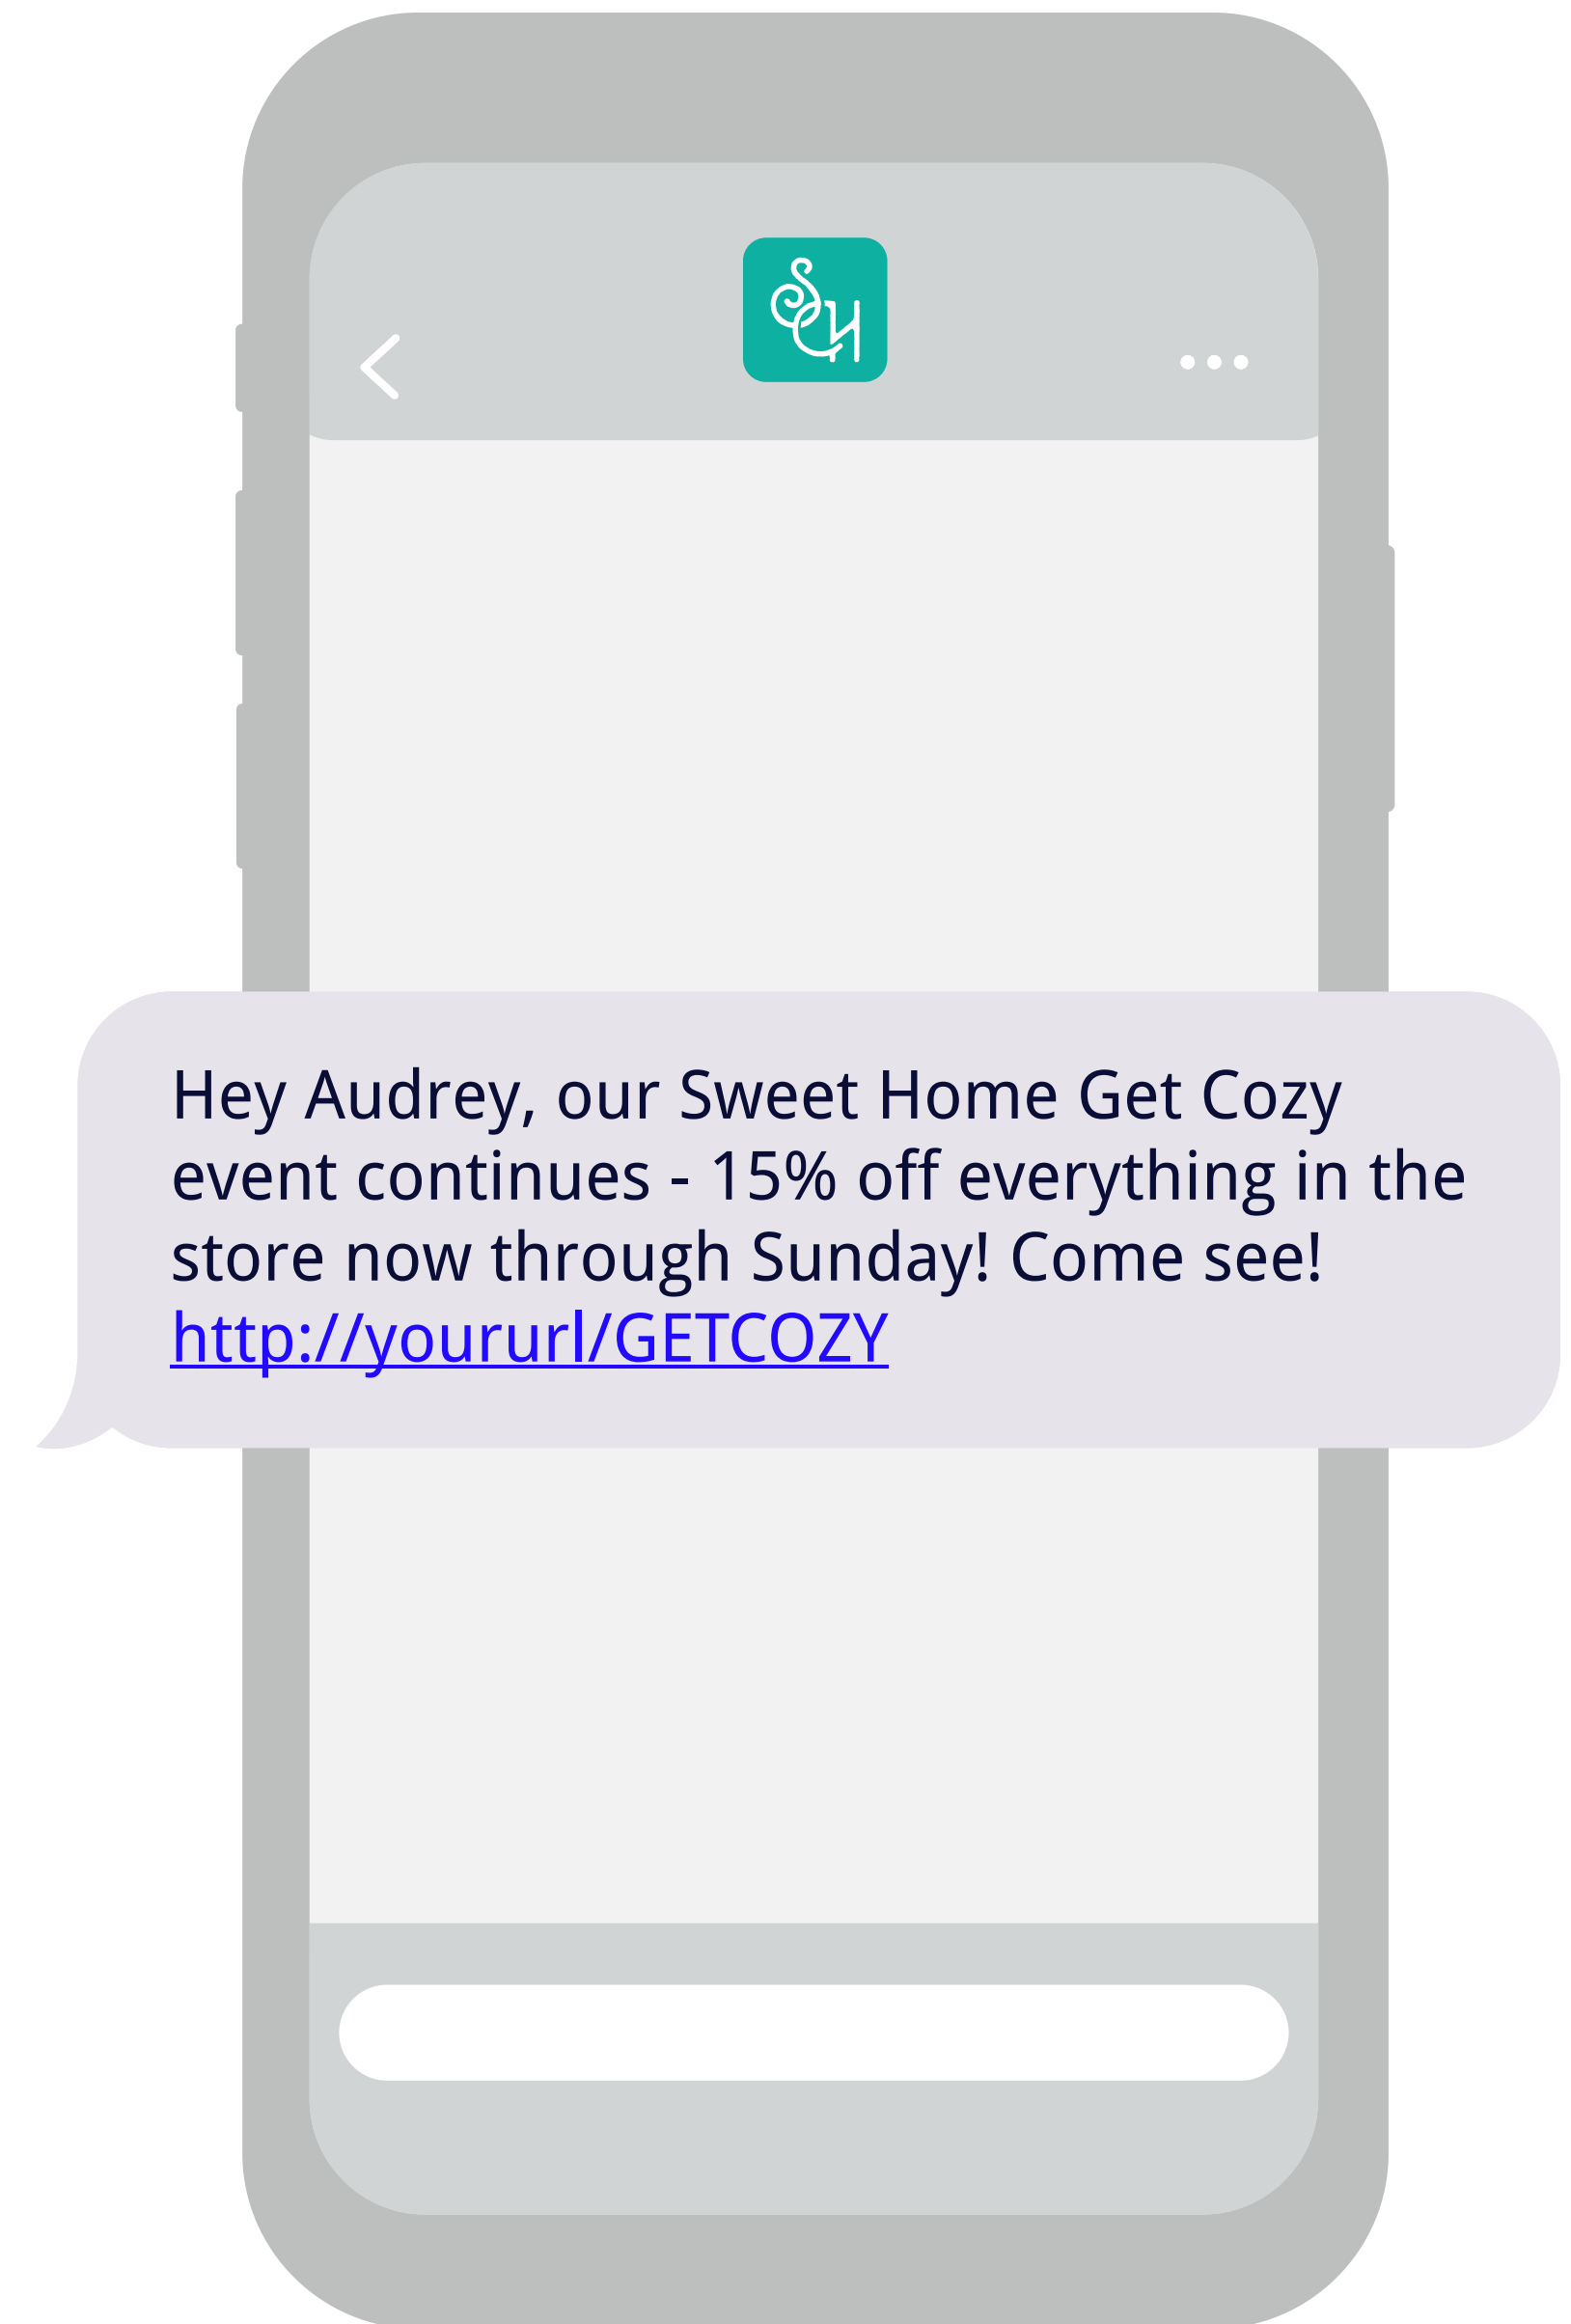 SH
Hey Audrey, our Sweet Home Get Cozy
event continues - 15% off everything in the
store now through Sunday! Come see!
http://yoururl/GETCOZY